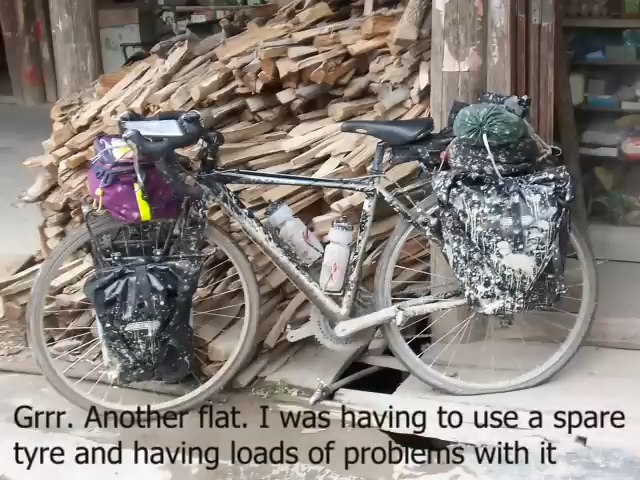 Grrr. Another flat. I was having to use a spare
tyre and having loads of problems with it